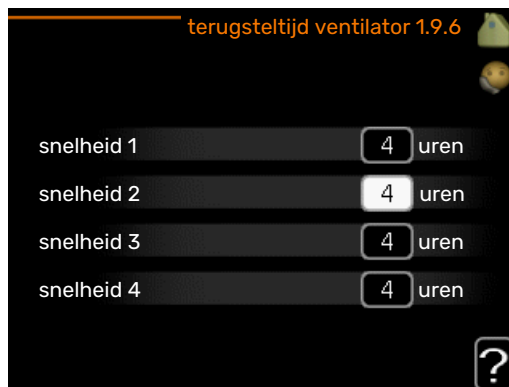 terugsteltijd ventilator 1.9.6
snelheid 1 4 uren
snelheid 2 4 uren
snelheid 3 4 uren
snelheid 4 4 uren
?